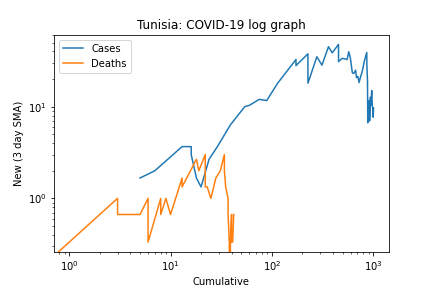 Tunisia: COVID-19 log graph
Cases
Deaths
New (3 day SMA)
10¹
10⁰
10⁰ 10¹ 10² 10³
Cumulative